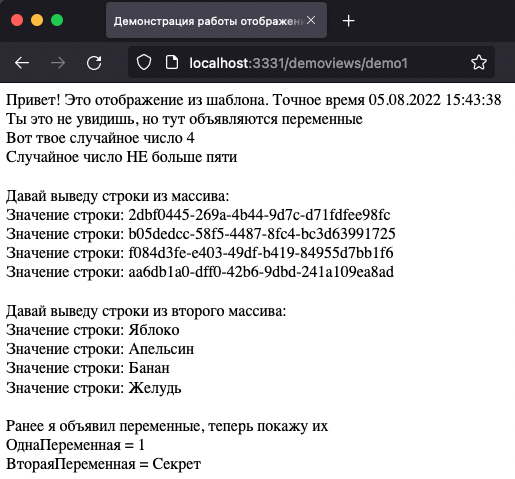 Демонстрация работы отображен
localhost:3331/demoviews/demo1
Привет! Это отображение из шаблона. Точное время 05.08.2022 15:43:38
Ты это не увидишь, но тут объявляются переменные
Вот твое случайное число 4
Случайное число НЕ больше пяти
Давай выведу строки из массива:
Значение строки: 2dbf0445-269a-4b44-9d7c-d71fdfee98fc
Значение строки: b05dedcc-58f5-4487-8fc4-bc3d63991725
Значение строки: f084d3fe-e403-49df-b419-84955d7bb1f6
Значение строки: aa6db1a0-dff0-42b6-9dbd-241a109ea8ad
Давай выведу строки из второго массива:
Значение строки: Яблоко
Значение строки: Апельсин
Значение строки: Банан
Значение строки: Желудь
Ранее я объявил переменные, теперь покажу их
ОднаПеременная = 1
ВтораяПеременная = Секрет